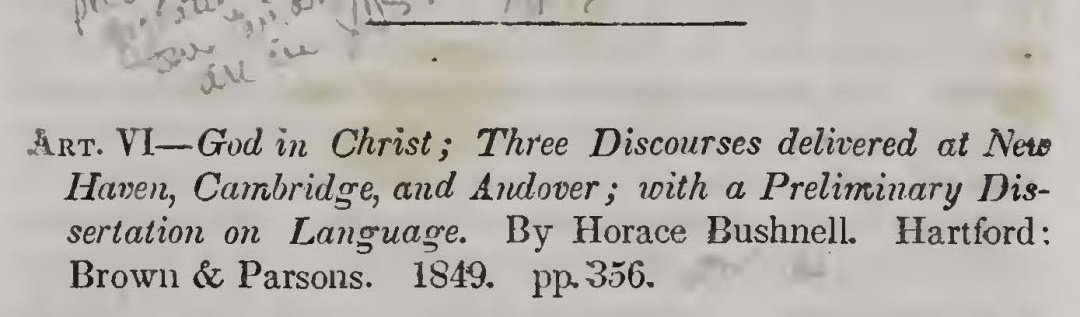 ART. VI—God in Christ; Three Discourses delivered at New
Haven, Cambridge, and Andover; with a Preliminary Dis-
sertation on Language. By Horace Bushnell. Hartford:
Brown & Parsons. 1849. pp. 356.